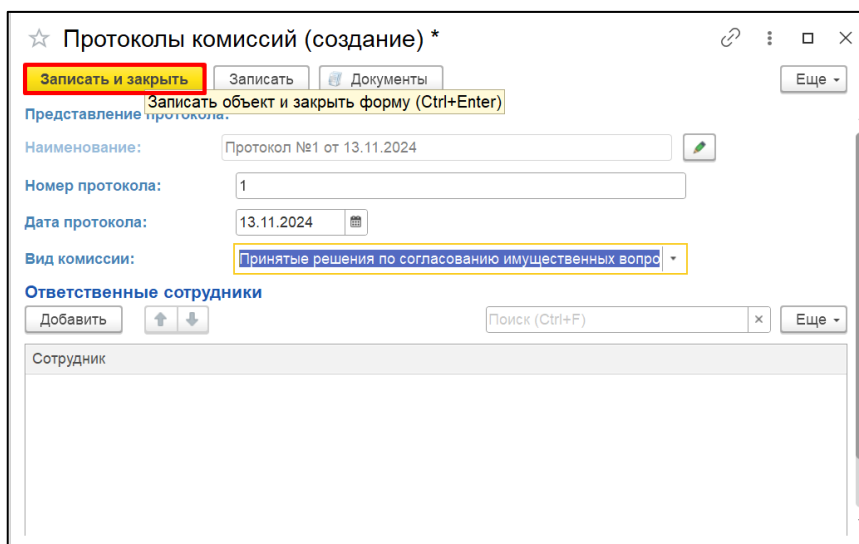 Протоколы комиссий (создание) *
Записать и закрыть Записать Документы Еще
Записать объект и закрыть форму (Ctrl+Enter)
Представление протокола:
Наименование: Протокол №1 от 13.11.2024
Номер протокола: 1
Дата протокола: 13.11.2024
Вид комиссии: Принятые решения по согласованию имущественных вопро
Ответственные сотрудники
Добавить Поиск (Ctrl+F) × Еще
Сотрудник